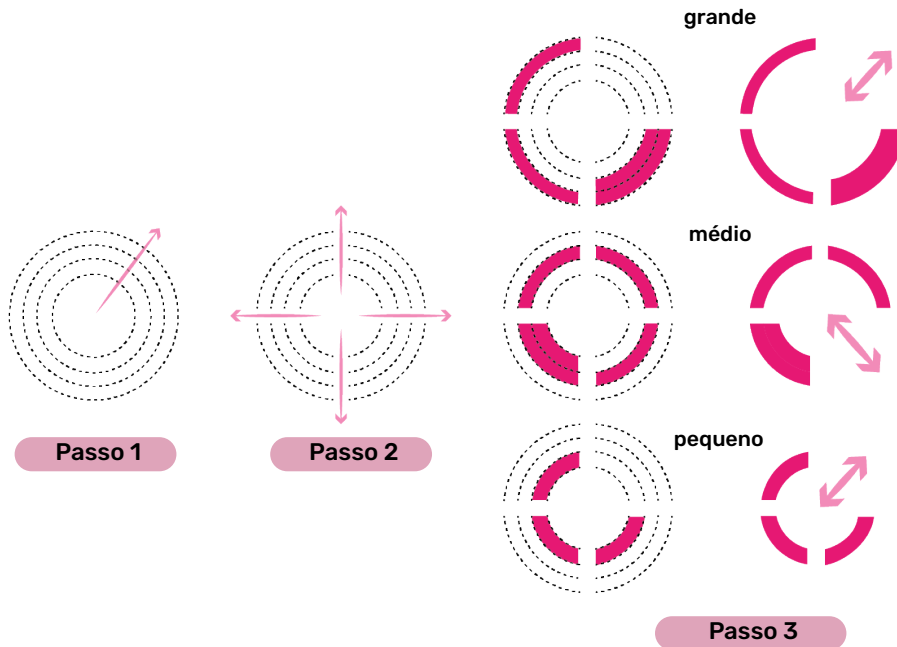 grande
médio
pequeno
Passo 1
Passo 2
Passo 3